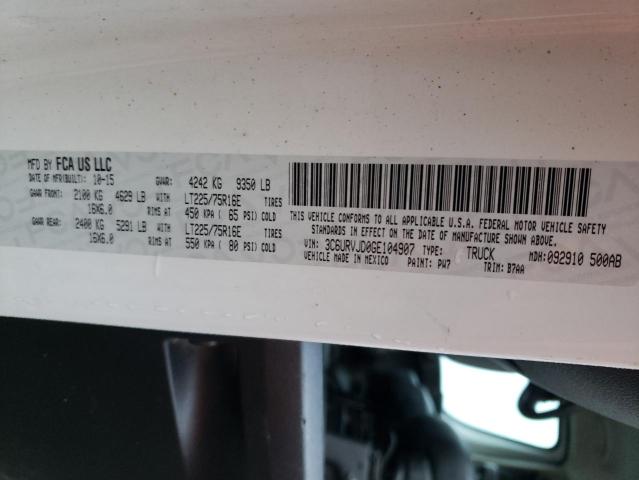 MFD BY FCA US LLC
DATE OF MFR(BUILT): 10-15 GVWR: 4242 KG 9350 LB
GAWR FRONT: 2100 KG 4629 LB WITH LT225/75R16E TIRES
16X6.0 RIMS AT 450 KPA ( 65 PSI) COLD
GAWR REAR: 2400 KG 5291 LB WITH LT225/75R16E TIRES
16X6.0 RIMS AT 550 KPA ( 80 PSI) COLD
THIS VEHICLE CONFORMS TO ALL APPLICABLE U.S.A. FEDERAL MOTOR VEHICLE SAFETY
STANDARDS IN EFFECT ON THE DATE OF MANUFACTURE SHOWN ABOVE.
VIN: 3C6URVJD0GE104907 TYPE: TRUCK MDH: 092910 500AB
VEHICLE MADE IN MEXICO PAINT: PW7 TRIM: B7AA